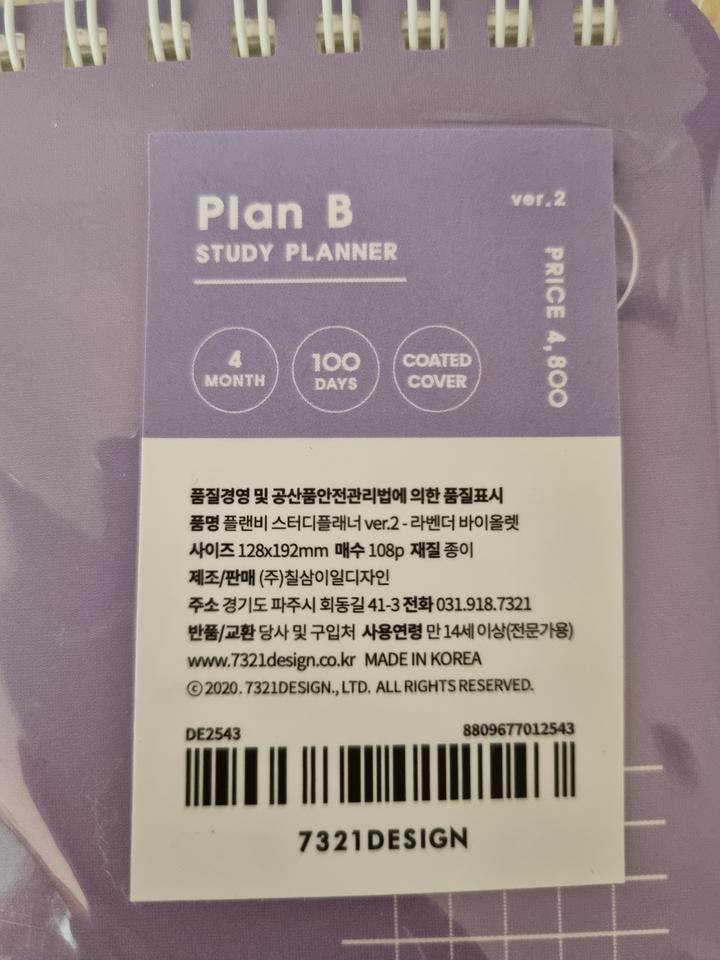 Plan B
ver.2
STUDY PLANNER
PRICE 4,800
4
MONTH
100
DAYS
COATED
COVER
품질경영 및 공산품안전관리법에 의한 품질표시
품명 플랜비 스터디플래너 ver.2 - 라벤더 바이올렛
사이즈 128x192mm 매수 108p 재질 종이
제조/판매 (주)칠삼이일디자인
주소 경기도 파주시 회동길 41-3 전화 031.918.7321
반품/교환 당사 및 구입처 사용연령 만 14세 이상(전문가용)
www.7321design.co.kr MADE IN KOREA
ⓒ 2020. 7321DESIGN., LTD. ALL RIGHTS RESERVED.
DE2543 8809677012543
7321DESIGN